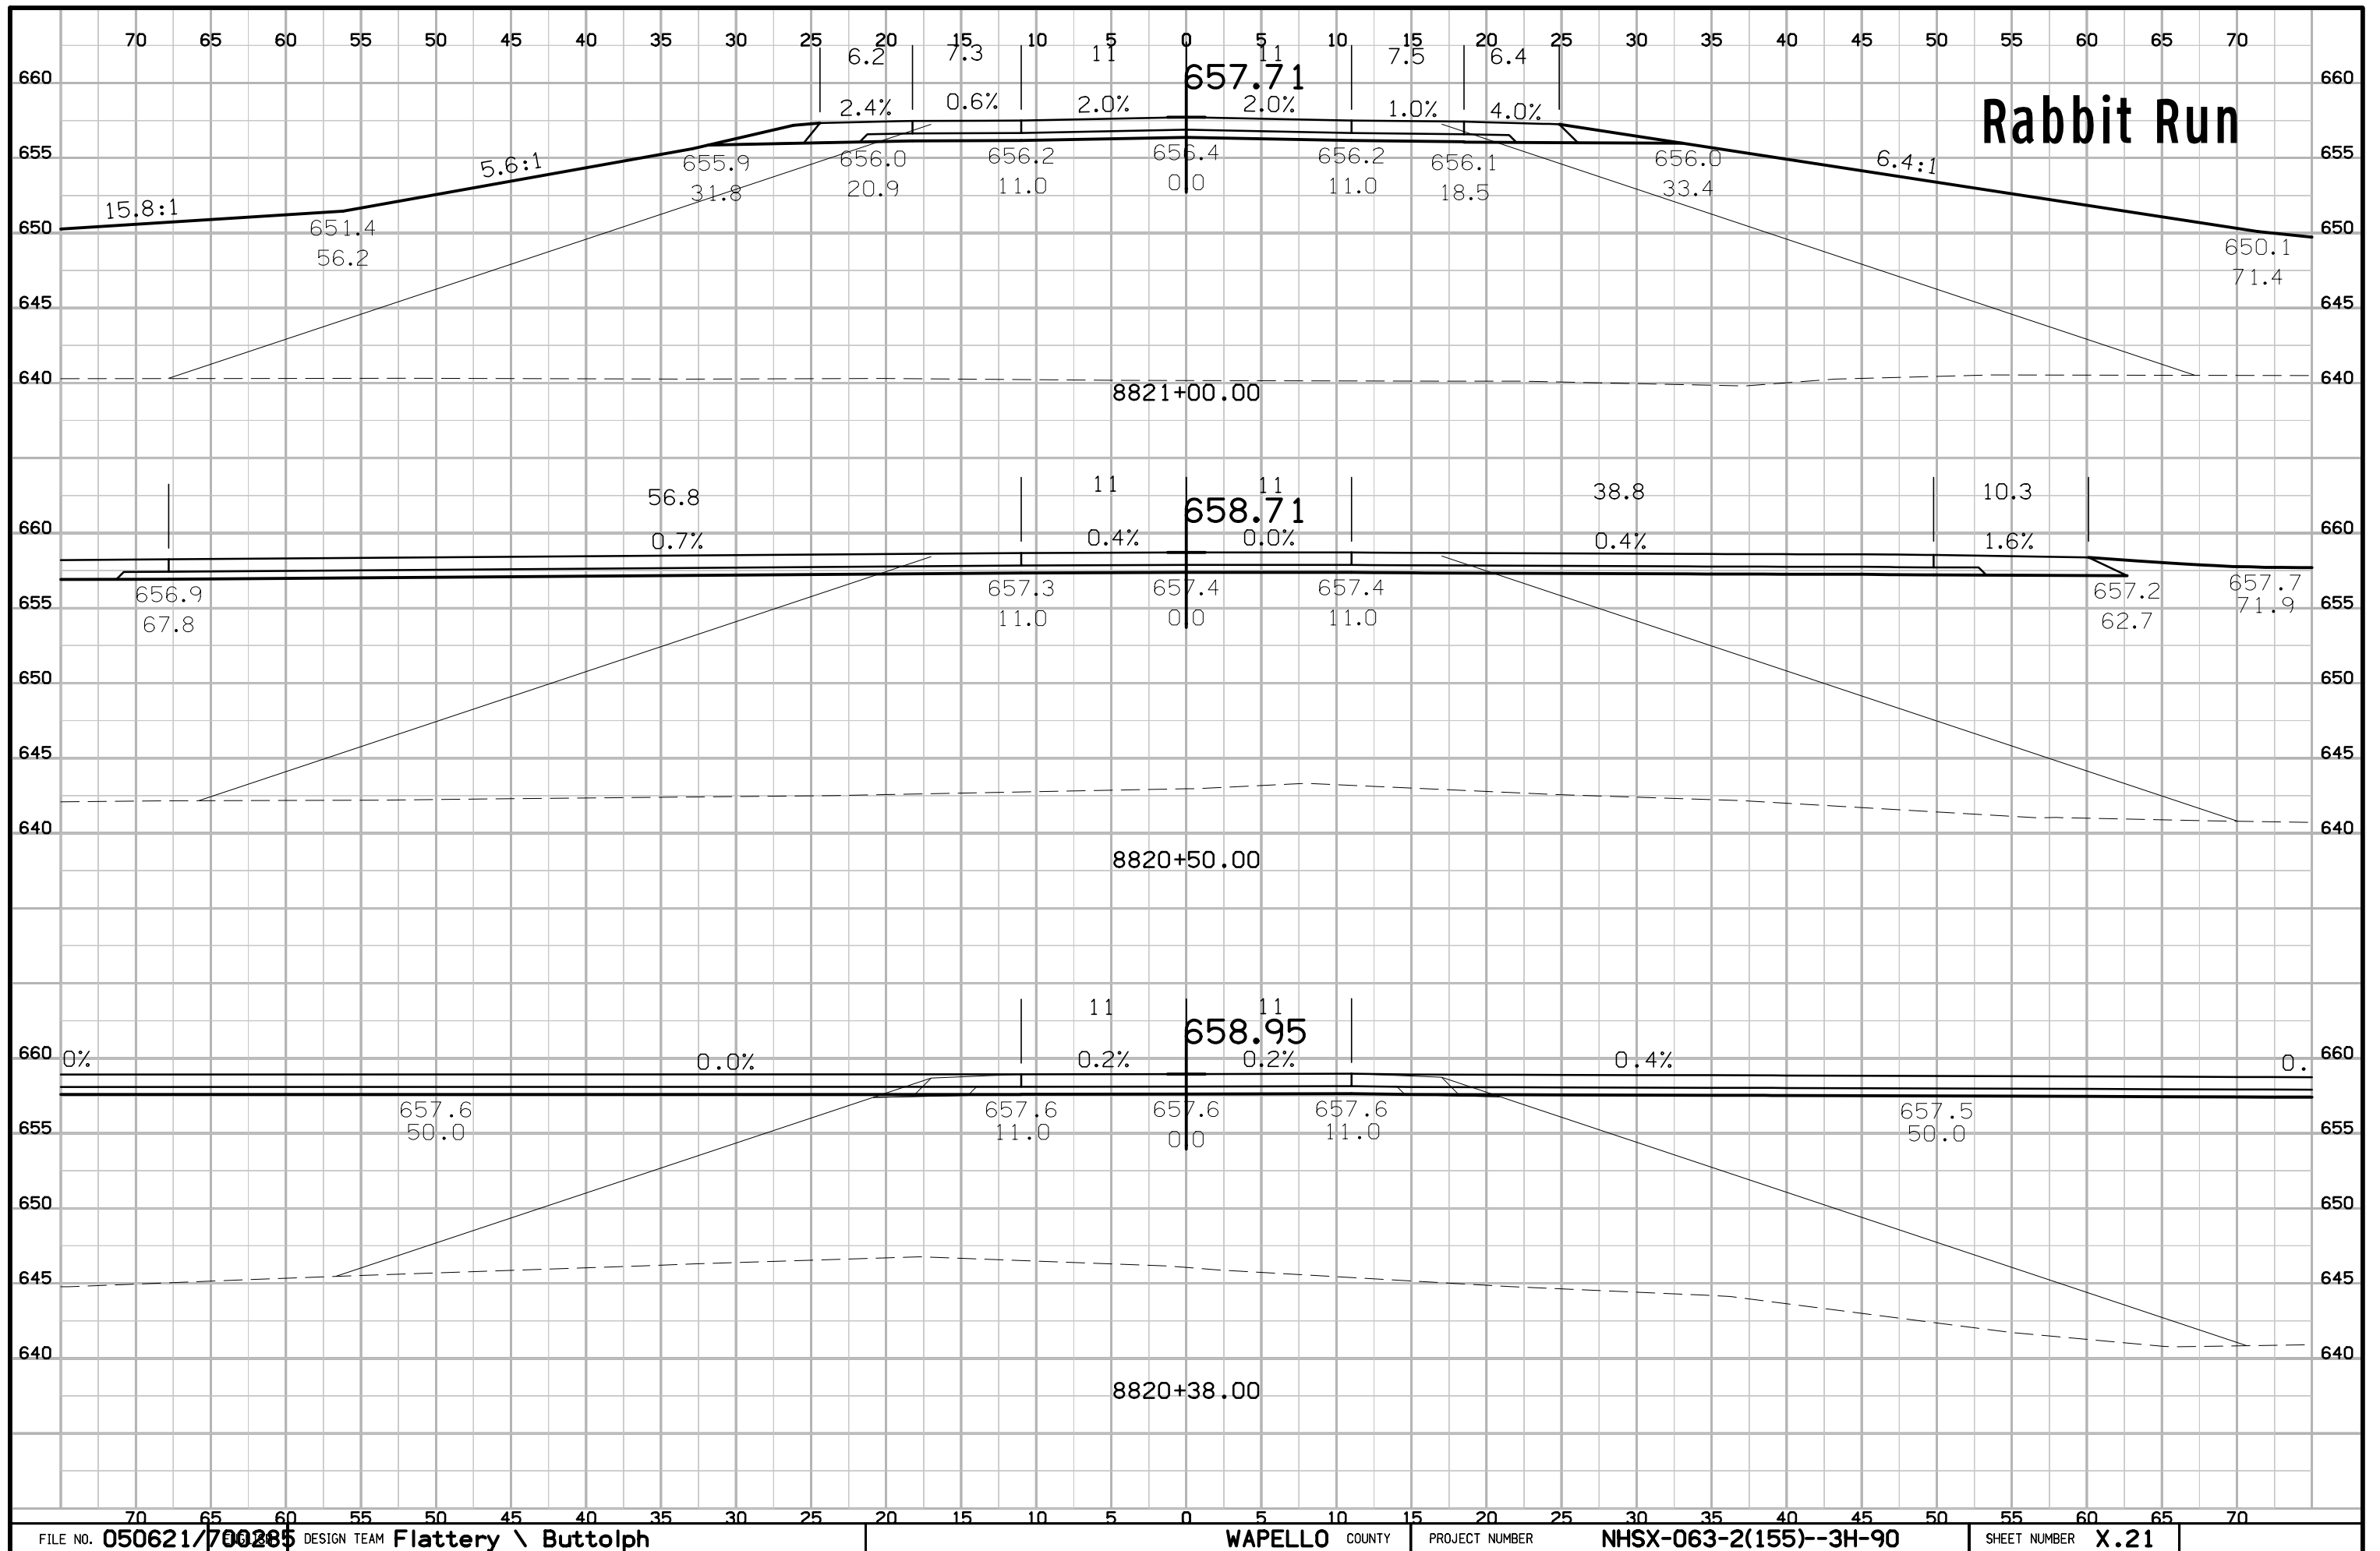 70 65 60 55 50 45 40 35 30 25 20 15 10 5 0 5 10 15 20 25 30 35 40 45 50 55 60 65 70
6.2 7.3 11 11 7.5 6.4
660 657.71 660
2.4% 0.6% 2.0% 2.0% 1.0% 4.0%
Rabbit Run
655 5.6:1 655.9 656.0 656.2 656.4 656.2 656.1 656.0 6.4:1 655
31.8 20.9 11.0 0.0 11.0 18.5 33.4
15.8:1
650 651.4 650
56.2 650.1
71.4
645 645
640 640
8821+00.00
56.8 11 11 38.8 10.3
660 658.71 660
0.7% 0.4% 0.0% 0.4% 1.6%
656.9 657.3 657.4 657.4 657.2 657.7
655 67.8 11.0 0.0 11.0 62.7 71.9 655
650 650
645 645
640 640
8820+50.00
11 11
658.95
660 0% 0.0% 0.2% 0.2% 0.4% 0. 660
657.6 657.6 657.6 657.6 657.5
655 50.0 11.0 0.0 11.0 50.0 655
650 650
645 645
640 640
8820+38.00
70 65 60 55 50 45 40 35 30 25 20 15 10 5 0 5 10 15 20 25 30 35 40 45 50 55 60 65 70
FILE NO. 050621/700285 ENGLISH DESIGN TEAM Flattery \ Buttolph WAPELLO COUNTY PROJECT NUMBER NHSX-063-2(155)--3H-90 SHEET NUMBER X.21